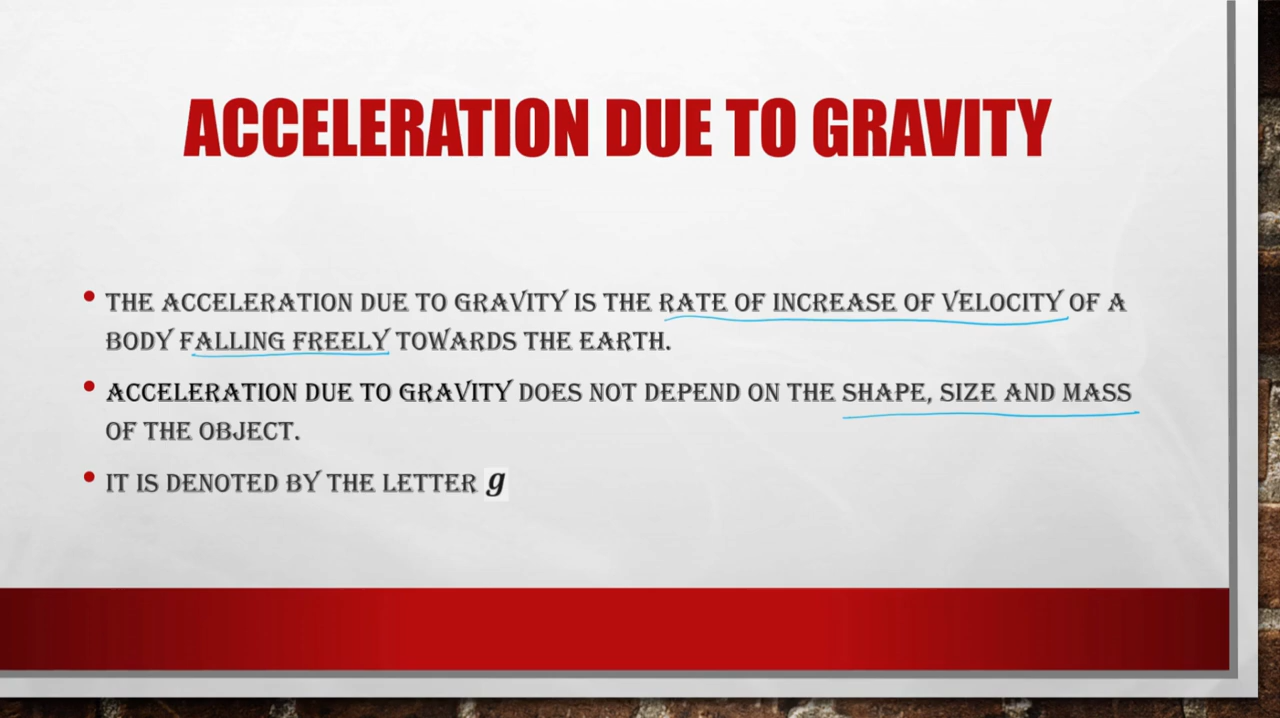 ACCELERATION DUE TO GRAVITY
• THE ACCELERATION DUE TO GRAVITY IS THE RATE OF INCREASE OF VELOCITY OF A
BODY FALLING FREELY TOWARDS THE EARTH.
• ACCELERATION DUE TO GRAVITY DOES NOT DEPEND ON THE SHAPE, SIZE AND MASS
OF THE OBJECT.
• IT IS DENOTED BY THE LETTER g